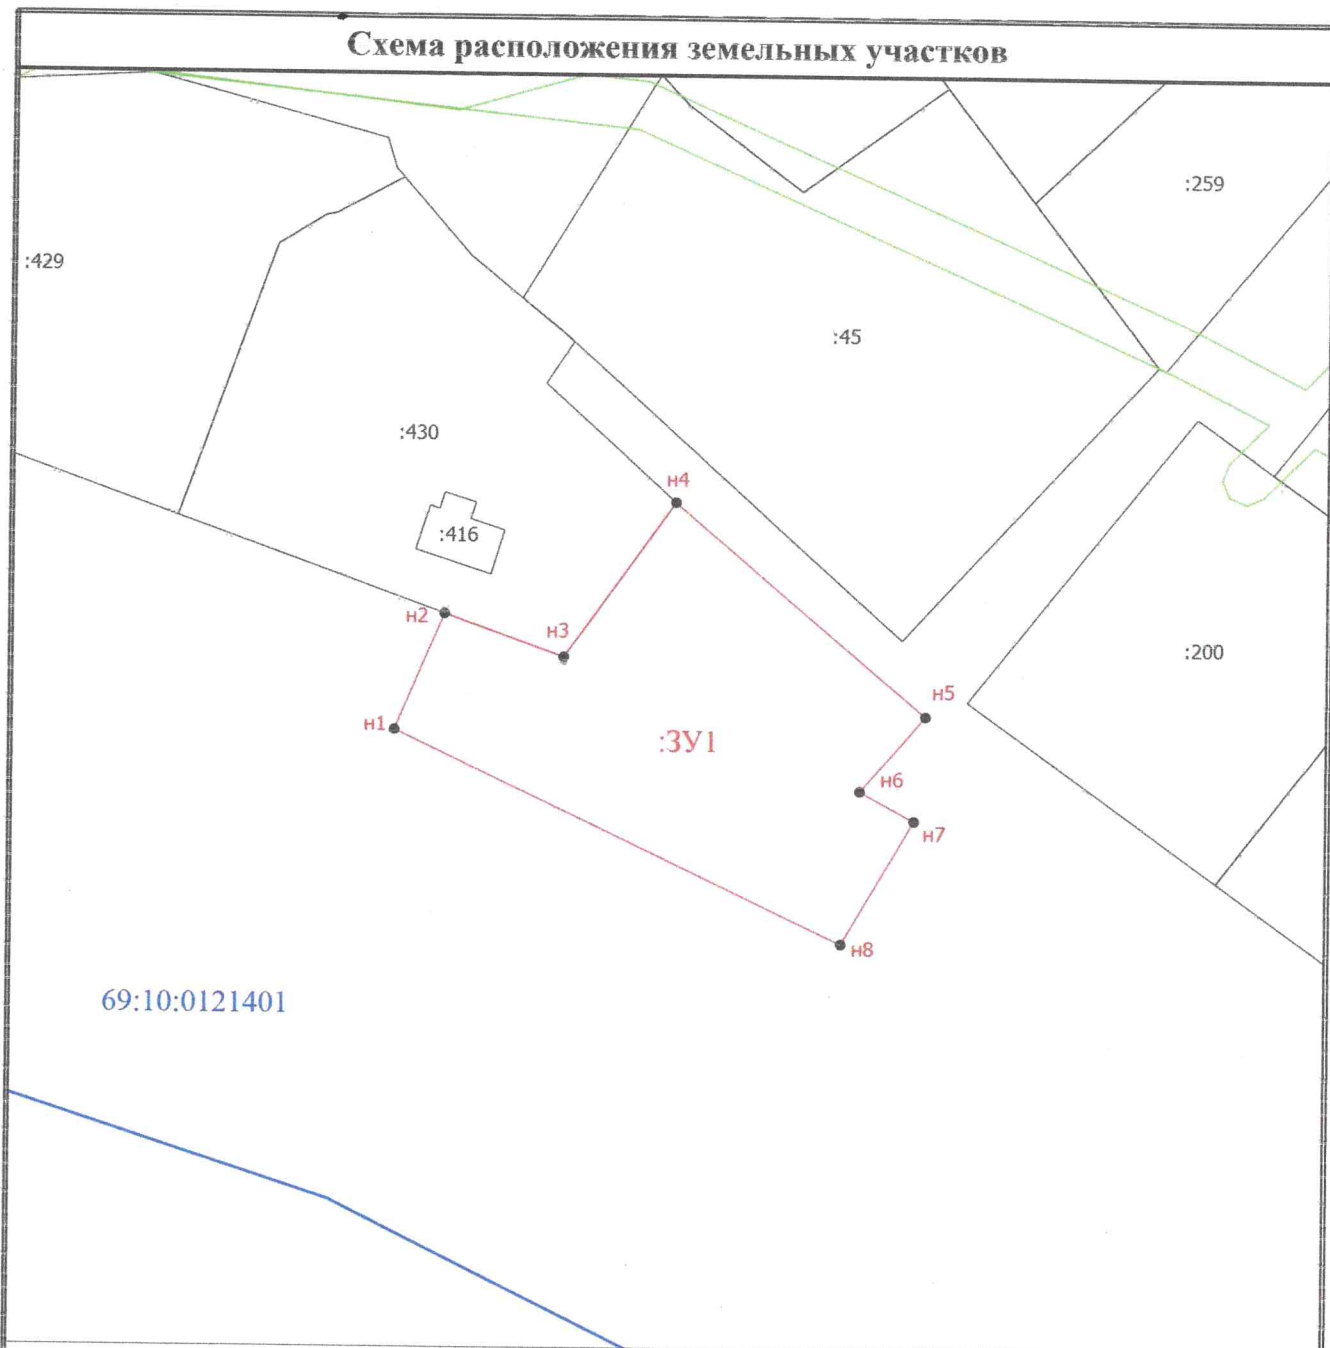 Схема расположения земельных участков
:259
:429
:45
:430
н4
:416
н2
н3
:200
н5
н1
:ЗУ1
н6
н7
н8
69:10:0121401